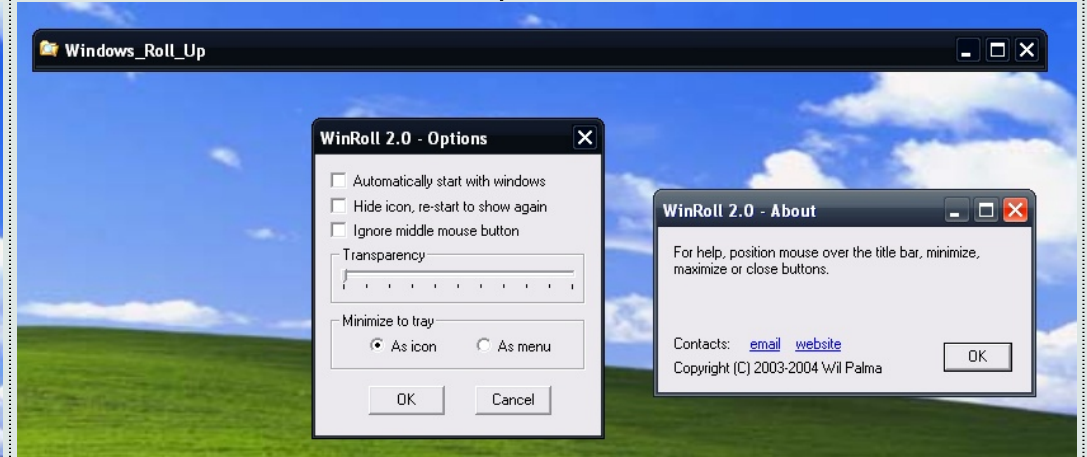 Windows_Roll_Up
WinRoll 2.0 - Options
Automatically start with windows
Hide icon, re-start to show again
Ignore middle mouse button
Transparency
Minimize to tray
As icon As menu
OK Cancel
WinRoll 2.0 - About
For help, position mouse over the title bar, minimize,
maximize or close buttons.
Contacts: email website
Copyright (C) 2003-2004 Wil Palma
OK